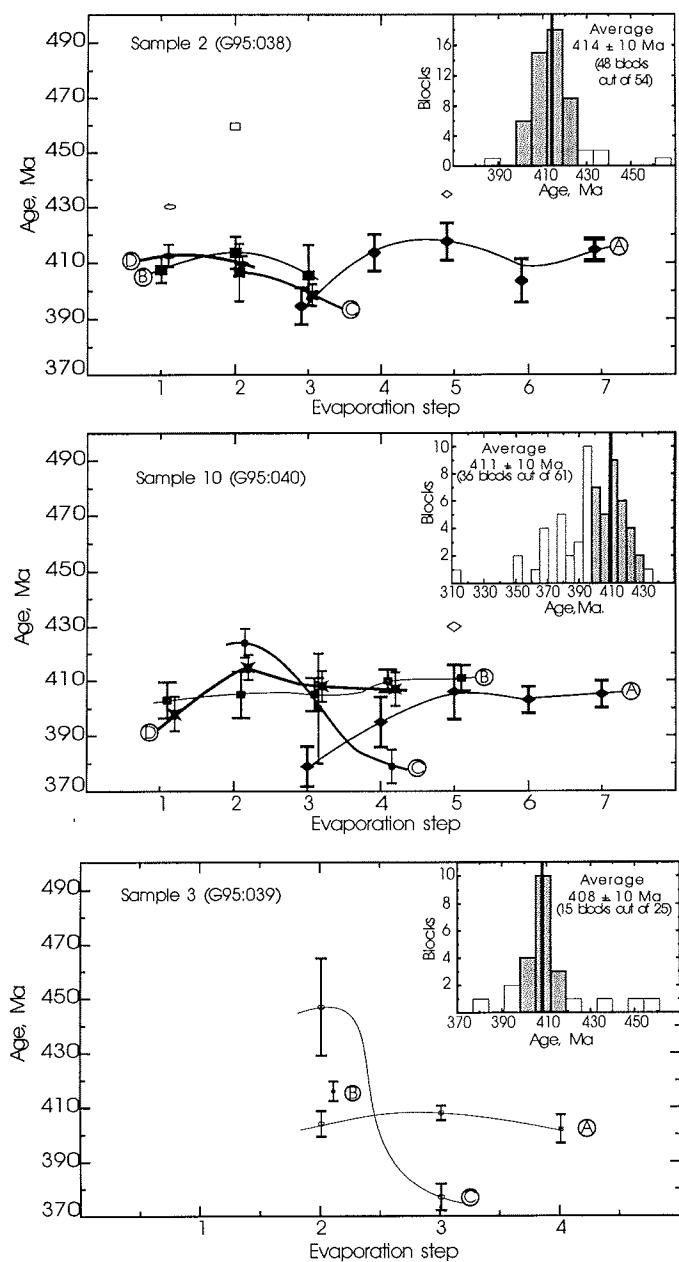 490
470
450
430
410
390
370
Age, Ma
Sample 2 (G95:038)
D
B
C
A
1 2 3 4 5 6 7
Evaporation step
16
12
8
4
0
Blocks
Average
414 ± 10 Ma
(48 blocks
out of 54)
390 410 430 450
Age, Ma
490
470
450
430
410
390
370
Age, Ma
Sample 10 (G95:040)
D
C
B
A
1 2 3 4 5 6 7
Evaporation step
10
8
6
4
2
Blocks
Average
411 ± 10 Ma
(36 blocks out of 61)
310 330 350 370 390 410 430
Age, Ma.
490
470
450
430
410
390
370
Age, Ma
Sample 3 (G95:039)
B
A
C
1 2 3 4
Evaporation step
10
8
6
4
2
Blocks
Average
408 ± 10 Ma
(15 blocks out of 25)
370 390 410 430 450
Age, Ma